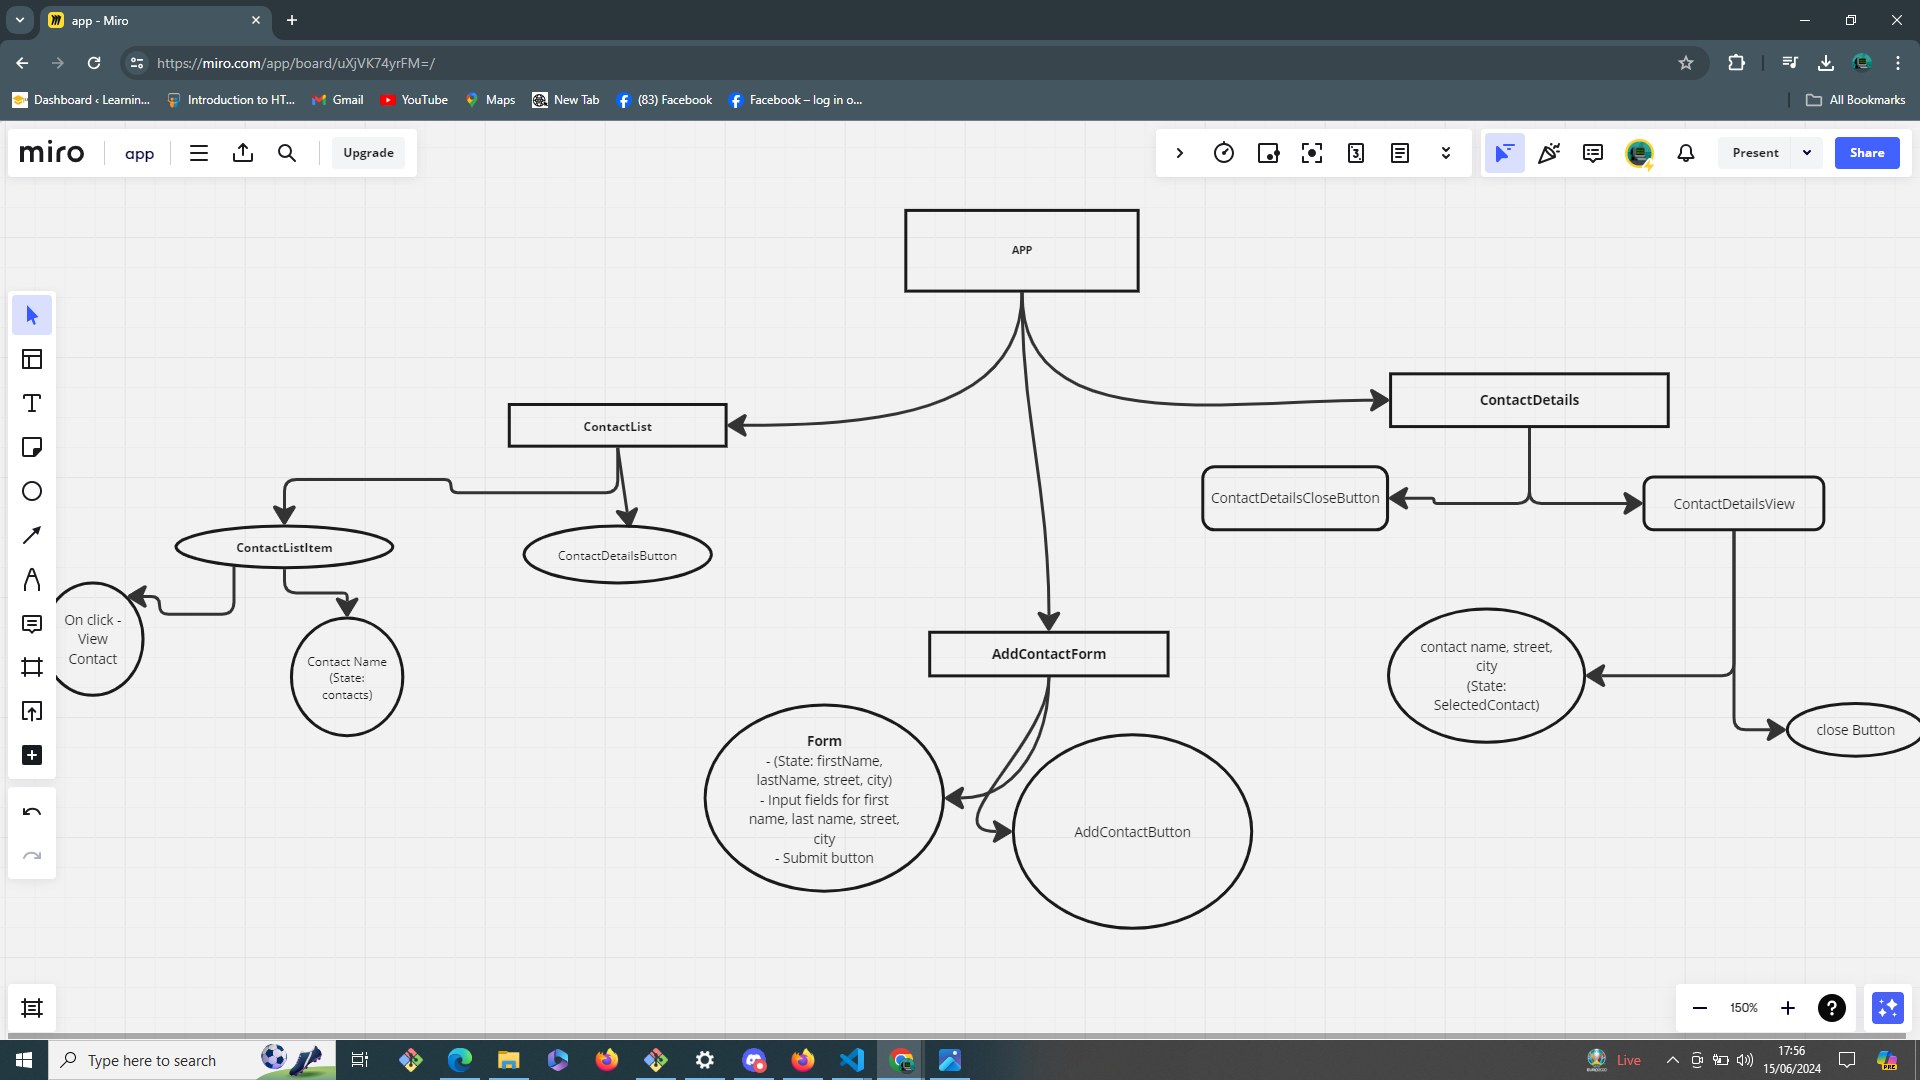 app - Miro
https://miro.com/app/board/uXjVK74yrFM=/
Dashboard ‹ Learnin...
Introduction to HT...
Gmail
YouTube
Maps
New Tab
(83) Facebook
Facebook – log in o...
All Bookmarks
miro
app
Upgrade
3
Present
Share
APP
ContactList
ContactDetails
ContactDetailsCloseButton
ContactDetailsView
ContactListItem
ContactDetailsButton
On click -
View
Contact
Contact Name
(State:
contacts)
AddContactForm
contact name, street,
city
(State:
SelectedContact)
close Button
Form
- (State: firstName,
lastName, street, city)
- Input fields for first
name, last name, street,
city
- Submit button
AddContactButton
150%
?
Type here to search
Live
17:56
15/06/2024
PRE